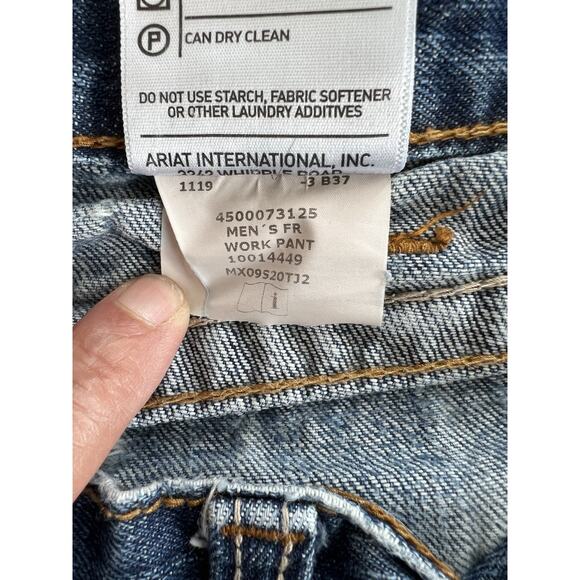 P
CAN DRY CLEAN
DO NOT USE STARCH, FABRIC SOFTENER
OR OTHER LAUNDRY ADDITIVES
ARIAT INTERNATIONAL, INC.
1119 -3 B37
4500073125
MEN´S FR
WORK PANT
10014449
MX09S20TJ2